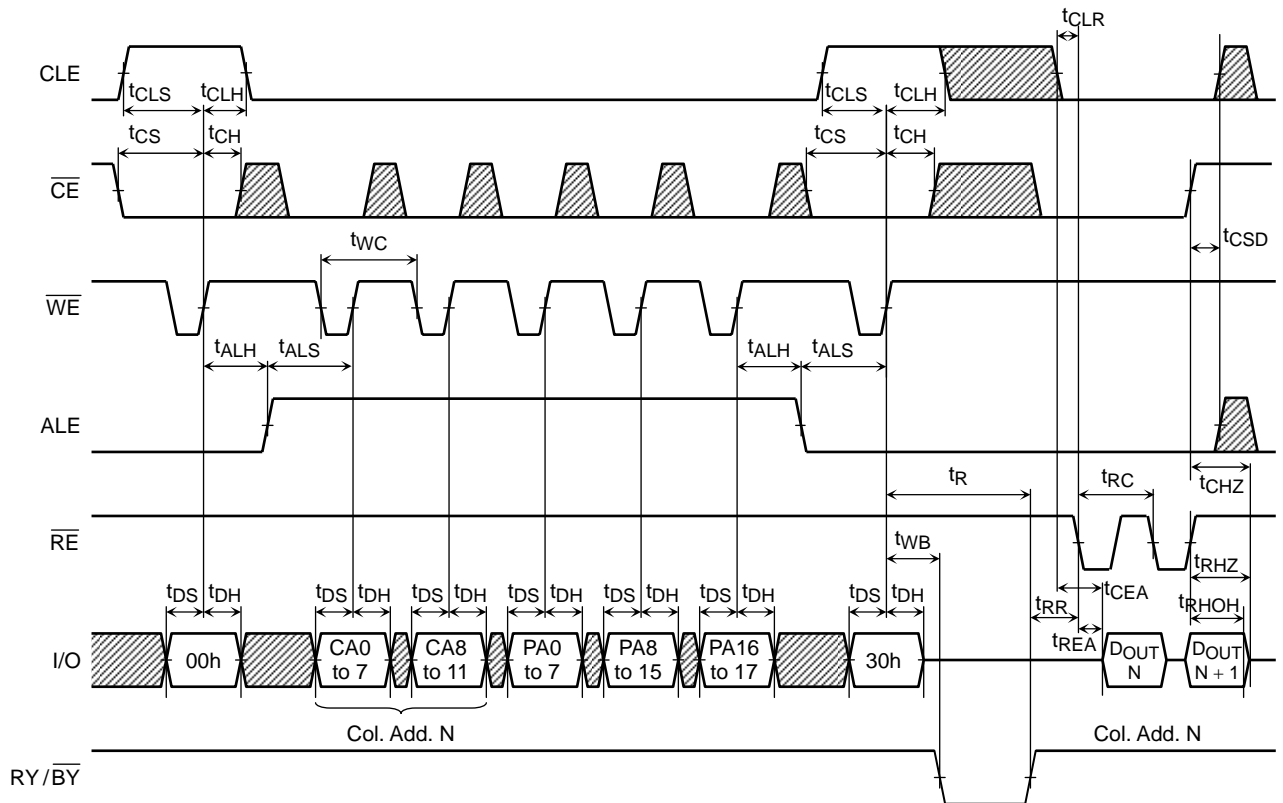 tCLR
CLE
tCLS tCLH tCLS tCLH
tCS tCH tCS tCH
CE
tWC tCSD
WE
tALH tALS tALH tALS
ALE
tR tRC tCHZ
RE
tWB tRHZ
tDS tDH tDS tDH tDS tDH tDS tDH tDS tDH tDS tDH tDS tDH tCEA
tRR tRHOH
tREA
I/O 00h CA0 to 7 CA8 to 11 PA0 to 7 PA8 to 15 PA16 to 17 30h DOUT N DOUT N + 1
Col. Add. N Col. Add. N
RY/BY